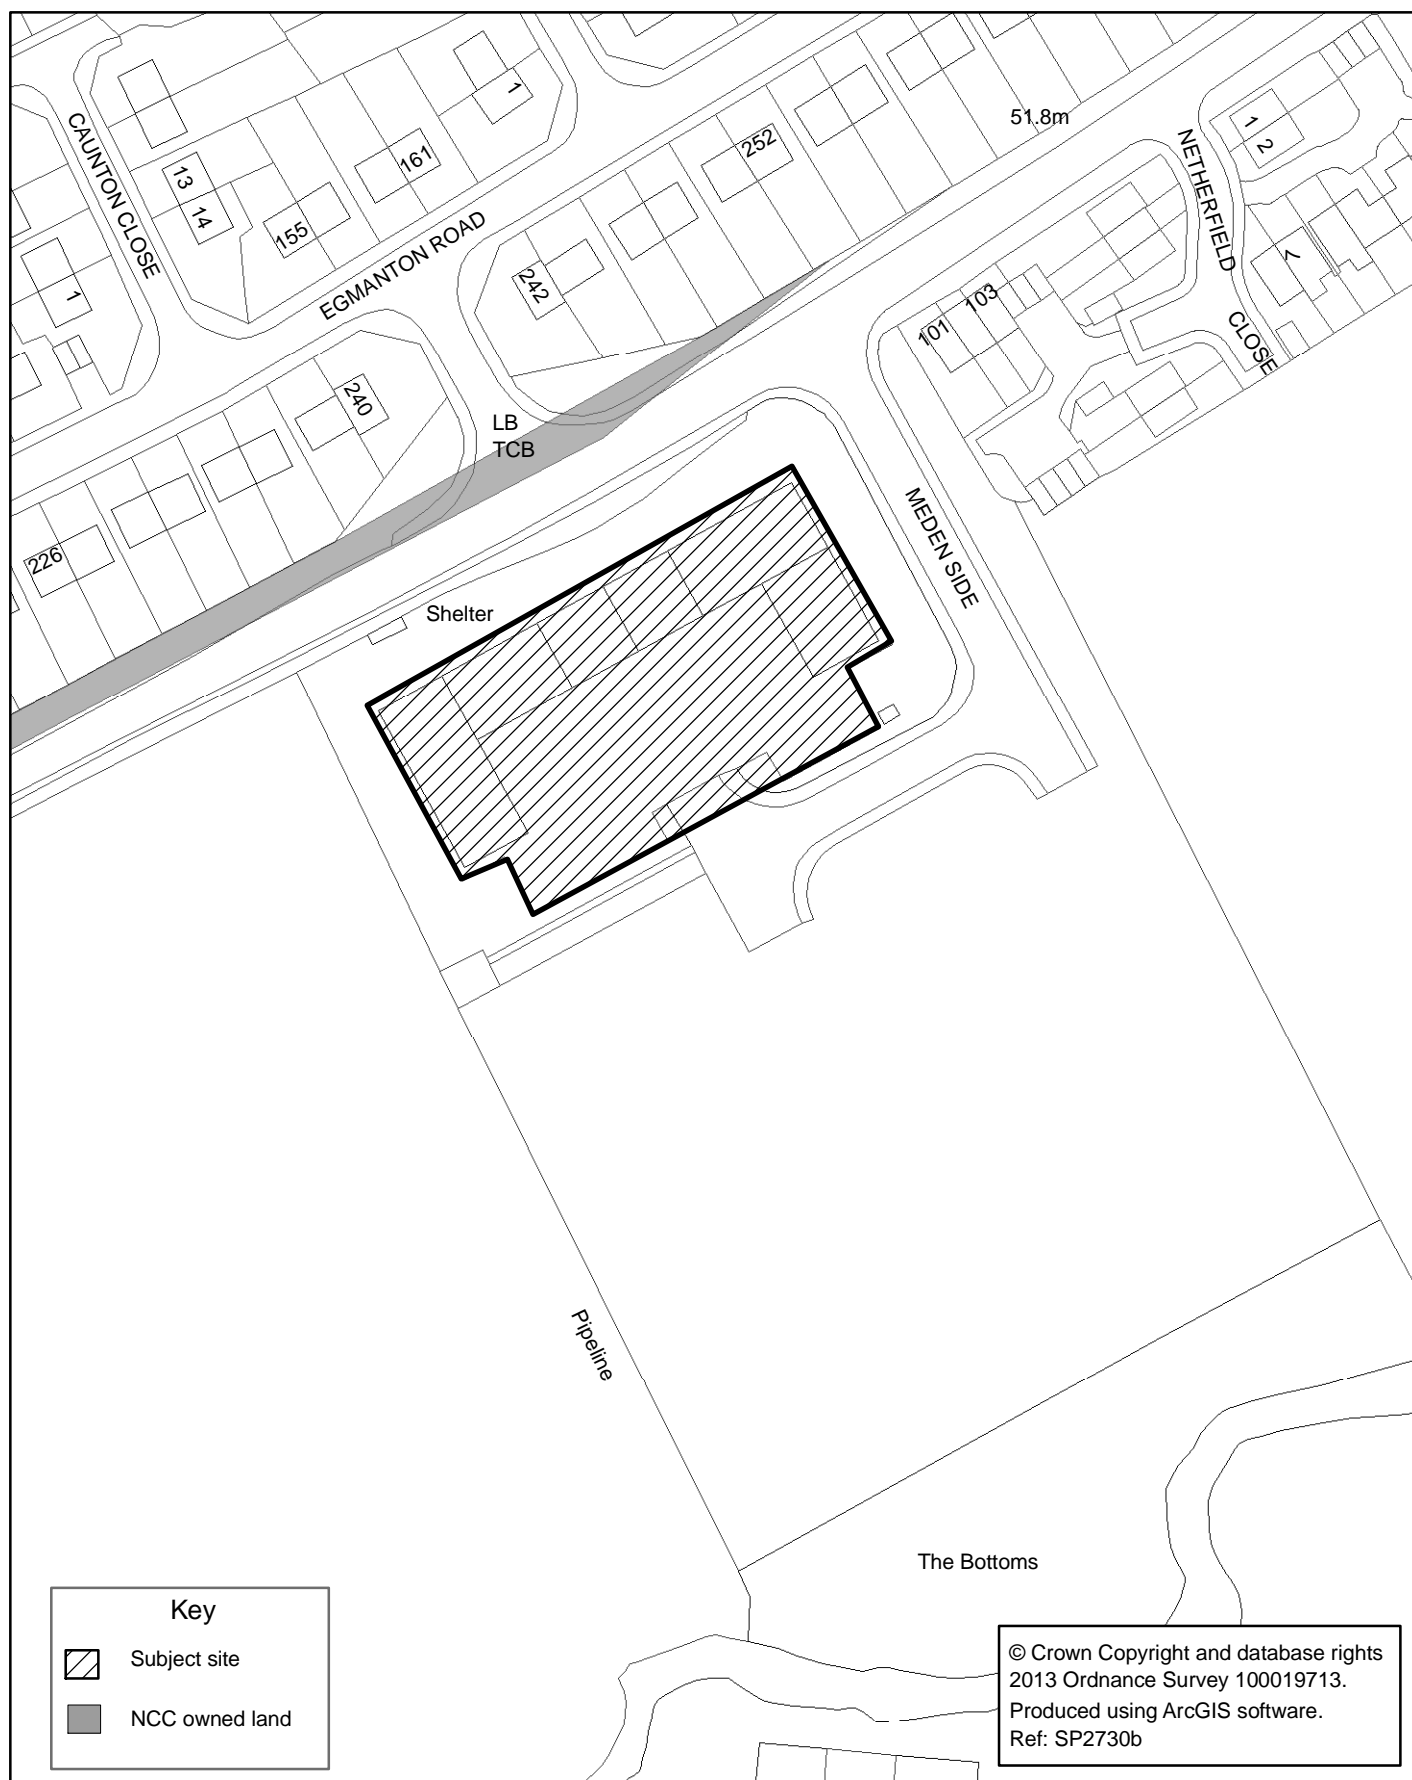 51.8m
CAUNTON CLOSE
13
14
155
161
1
252
NETHERFIELD
CLOSE
1
2
7
EGMANTON ROAD
1
242
101
103
240
LB
TCB
226
MEDEN SIDE
Shelter
Pipeline
The Bottoms
Key
Subject site
NCC owned land
© Crown Copyright and database rights
2013 Ordnance Survey 100019713.
Produced using ArcGIS software.
Ref: SP2730b